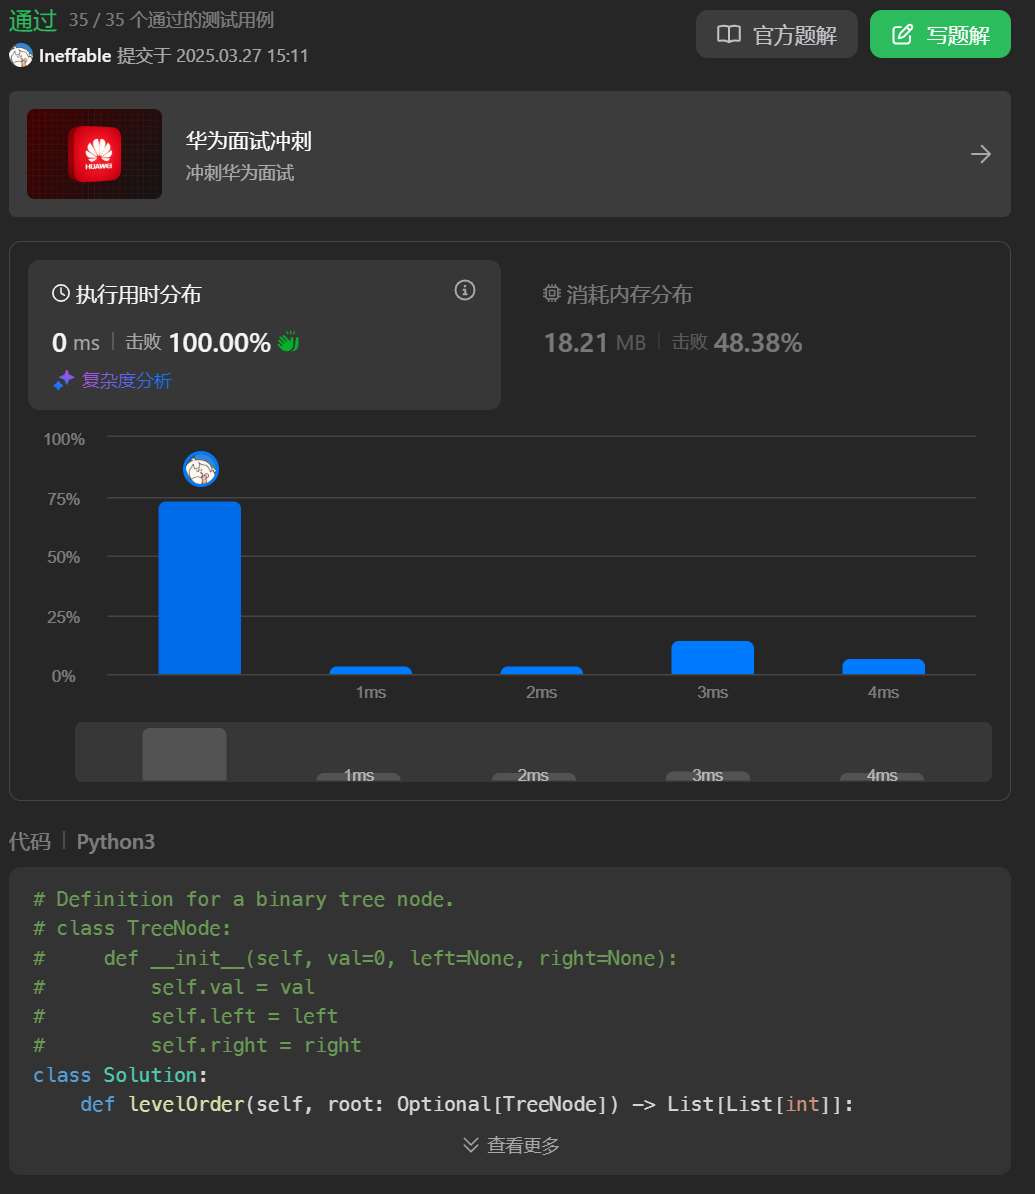 通过 35 / 35 个通过的测试用例
Ineffable 提交于 2025.03.27 15:11
官方题解
写题解
HUAWEI
华为面试冲刺
冲刺华为面试
执行用时分布
0 ms 击败 100.00%
复杂度分析
消耗内存分布
18.21 MB 击败 48.38%
100%
75%
50%
25%
0%
1ms 2ms 3ms 4ms
1ms 2ms 3ms 4ms
代码 Python3
# Definition for a binary tree node.
# class TreeNode:
#     def __init__(self, val=0, left=None, right=None):
#         self.val = val
#         self.left = left
#         self.right = right
class Solution:
    def levelOrder(self, root: Optional[TreeNode]) -> List[List[int]]:
查看更多